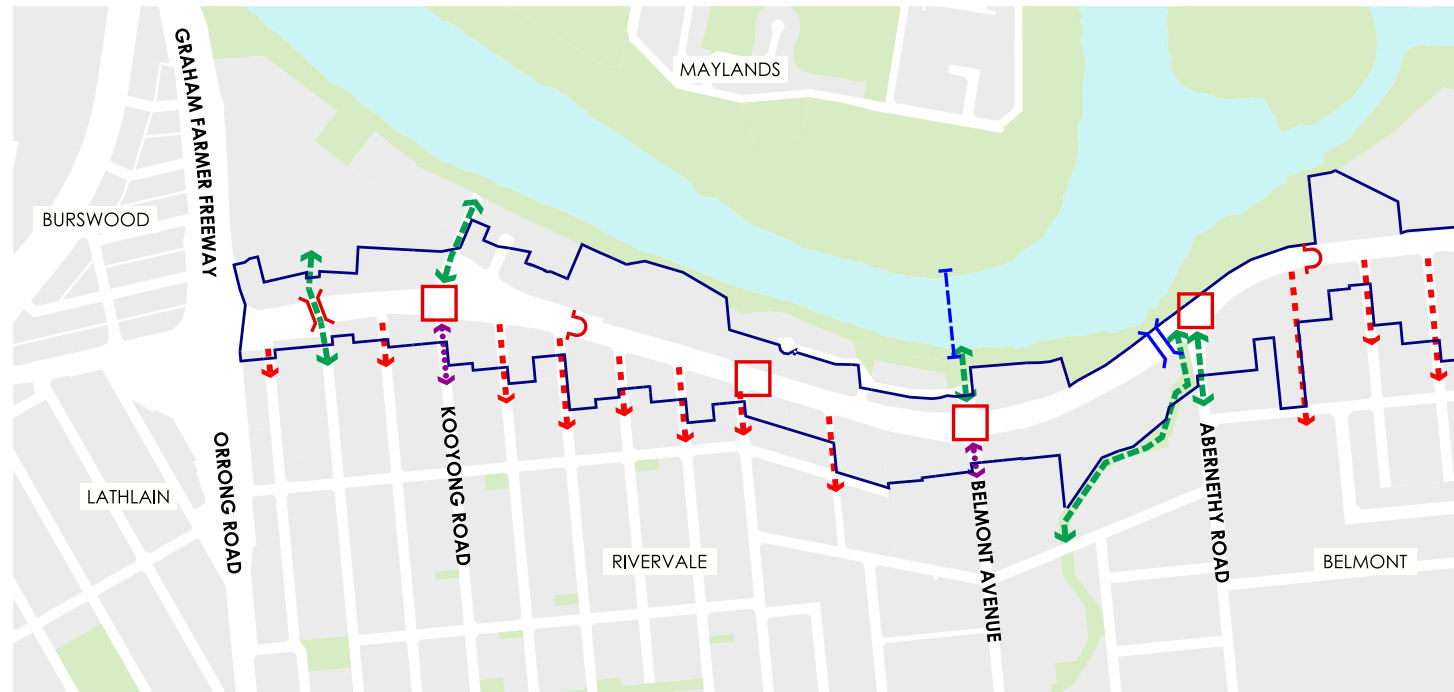 MAYLANDS
GRAHAM FARMER FREEWAY
BURSWOOD
LATHLAIN
ORRONG ROAD
KOOYONG ROAD
RIVERVALE
BELMONT AVENUE
ABERNETHY ROAD
BELMONT